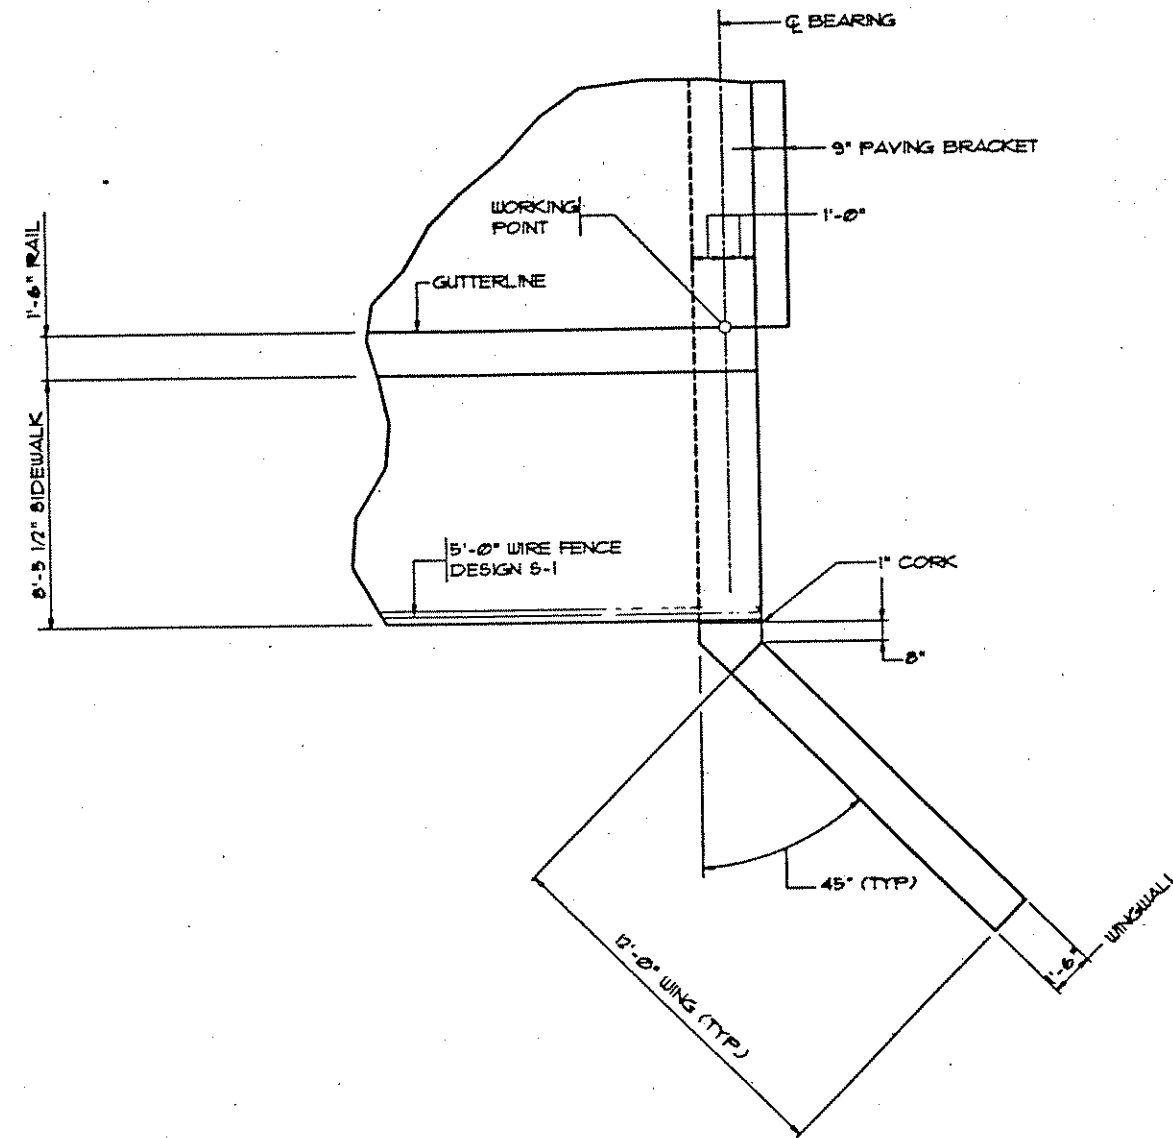 ℄ BEARING
9" PAVING BRACKET
WORKING
POINT
1'-0"
1'-6" RAIL
GUTTERLINE
8'-5 1/2" SIDEWALK
5'-0" WIRE FENCE
DESIGN S-1
1" CORK
8"
45° (TYP)
12'-0" WING (TYP.)
1'-6"
WINGWALL